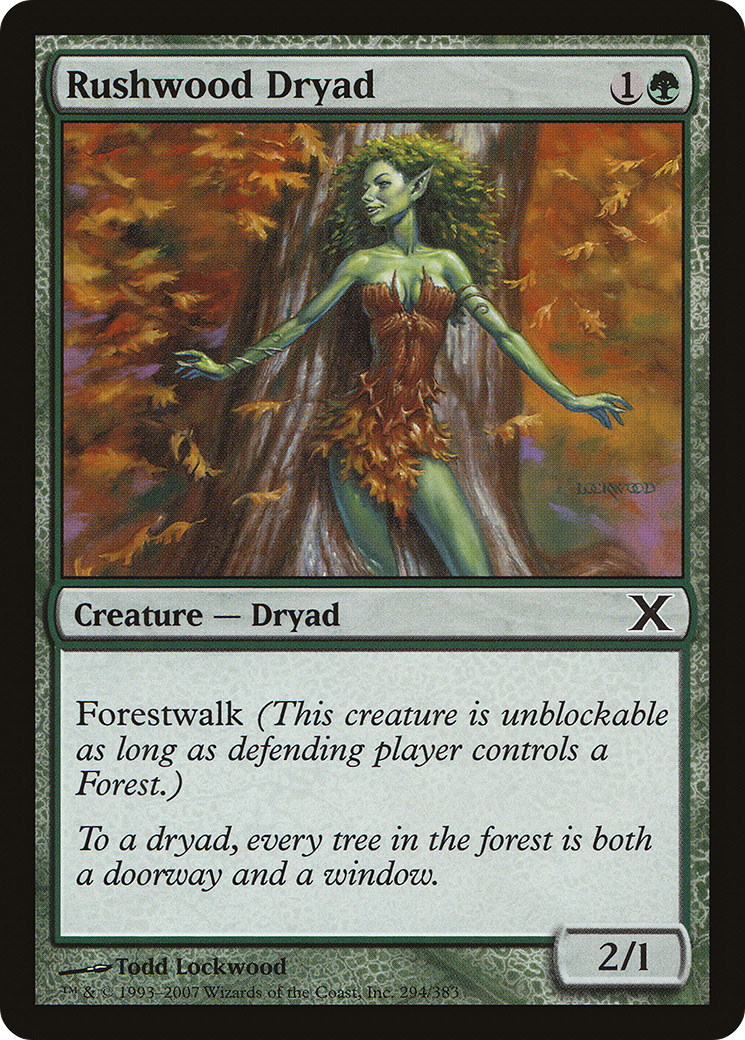 Rushwood Dryad
1
LOCKWOOD
Creature — Dryad
X
Forestwalk (This creature is unblockable
as long as defending player controls a
Forest.)
To a dryad, every tree in the forest is both
a doorway and a window.
2/1
Todd Lockwood
™ & © 1993–2007 Wizards of the Coast, Inc. 294/383